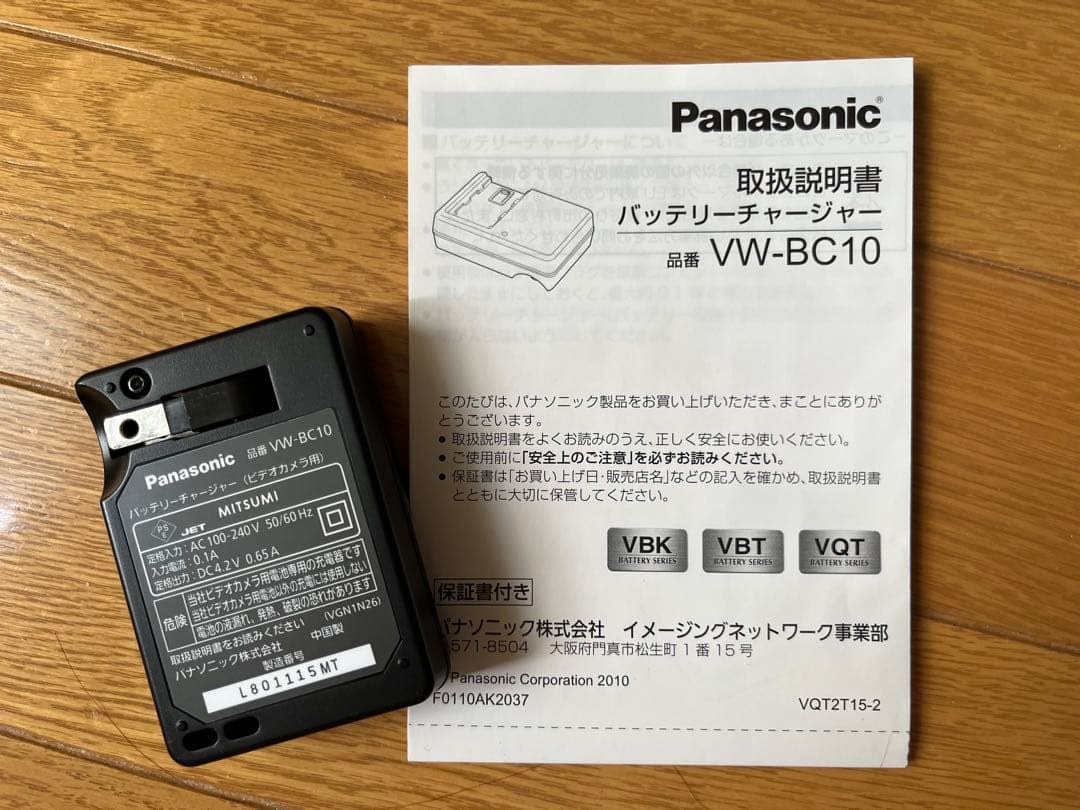 Panasonic®
取扱説明書
バッテリーチャージャー
品番 VW-BC10
このたびは、パナソニック製品をお買い上げいただき、まことにありが
とうございます。
● 取扱説明書をよくお読みのうえ、正しく安全にお使いください。
● ご使用前に「安全上のご注意」を必ずお読みください。
● 保証書は「お買い上げ日・販売店名」などの記入を確かめ、取扱説明書
とともに大切に保管してください。
VBK
BATTERY SERIES
VBT
BATTERY SERIES
VQT
BATTERY SERIES
保証書付き
パナソニック株式会社 イメージングネットワーク事業部
571-8504 大阪府門真市松生町1番15号
Panasonic Corporation 2010
F0110AK2037
VQT2T15-2
Panasonic 品番 VW-BC10
バッテリーチャージャー(ビデオカメラ用)
PS
E
JET
MITSUMI
定格入力:AC 100-240V 50/60Hz
入力電流:0.1A
定格出力:DC 4.2V 0.65A
危険
当社ビデオカメラ用電池専用の充電器です
当社ビデオカメラ用電池以外の充電には使用しない
電池の液漏れ、発熱、破裂の恐れがあります
取扱説明書をお読みください (VGN1N26)
パナソニック株式会社 中国製
製造番号
L801115MT